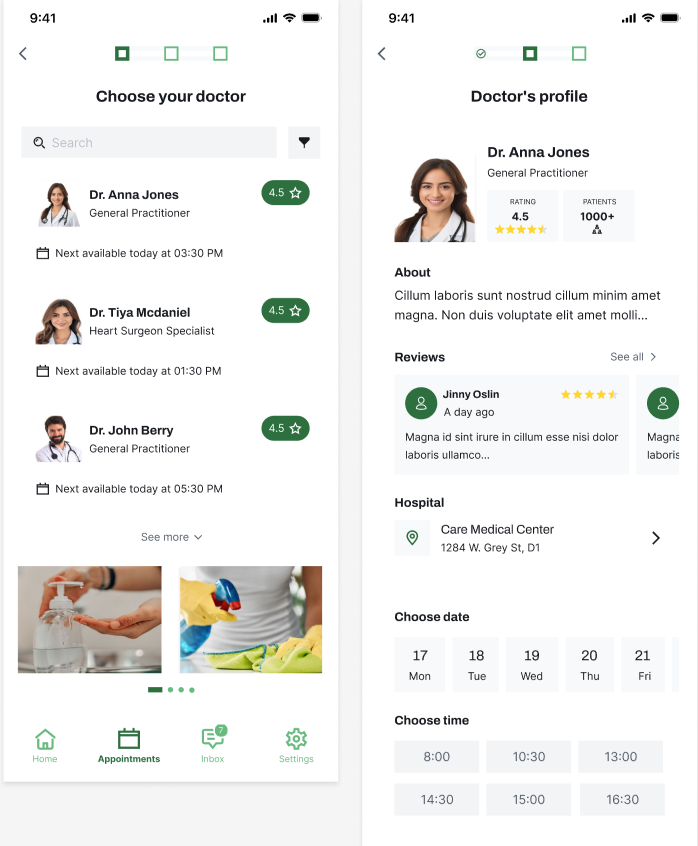 9:41
Choose your doctor
Search
Dr. Anna Jones
4.5
General Practitioner
Next available today at 03:30 PM
Dr. Tiya Mcdaniel
4.5
Heart Surgeon Specialist
Next available today at 01:30 PM
Dr. John Berry
4.5
General Practitioner
Next available today at 05:30 PM
See more
7
Home
Appointments
Inbox
Settings
9:41
Doctor's profile
Dr. Anna Jones
General Practitioner
RATING
4.5
PATIENTS
1000+
About
Cillum laboris sunt nostrud cillum minim amet
magna. Non duis voluptate elit amet molli...
Reviews
See all
Jinny Oslin
A day ago
Magna id sint irure in cillum esse nisi dolor
laboris ullamco...
Magna
laboris
Hospital
Care Medical Center
1284 W. Grey St, D1
Choose date
17 18 19 20 21
Mon Tue Wed Thu Fri
Choose time
8:00 10:30 13:00
14:30 15:00 16:30